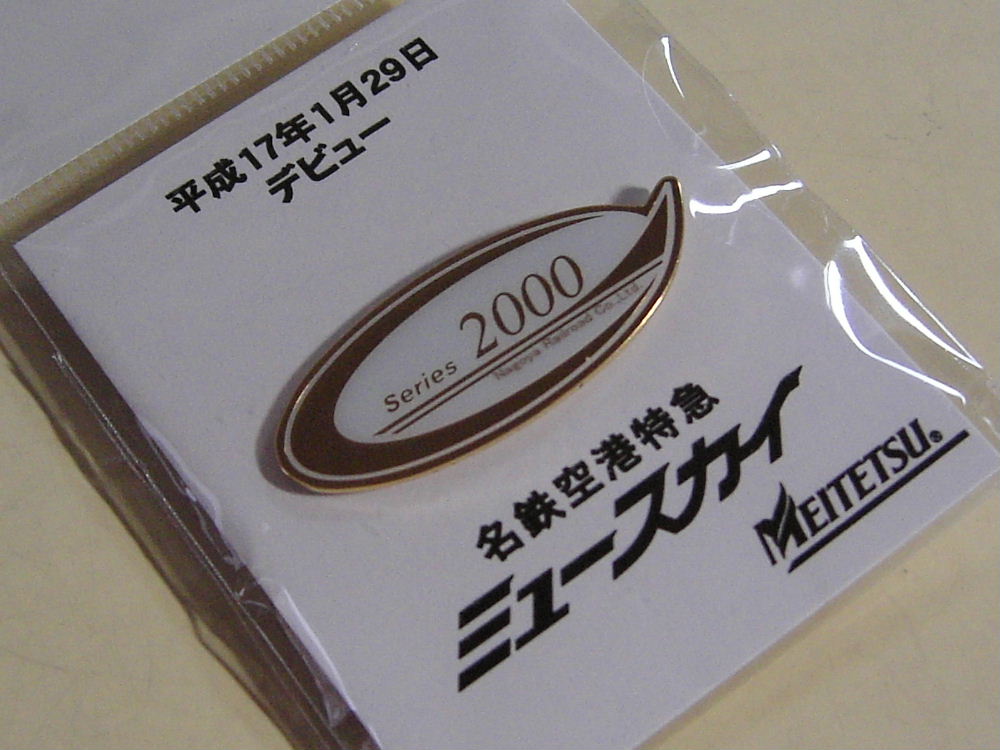 平成17年1月29日
デビュー
Series 2000
Nagoya Railroad Co.,Ltd.
名鉄空港特急
ミュースカイ
MEITETSU®